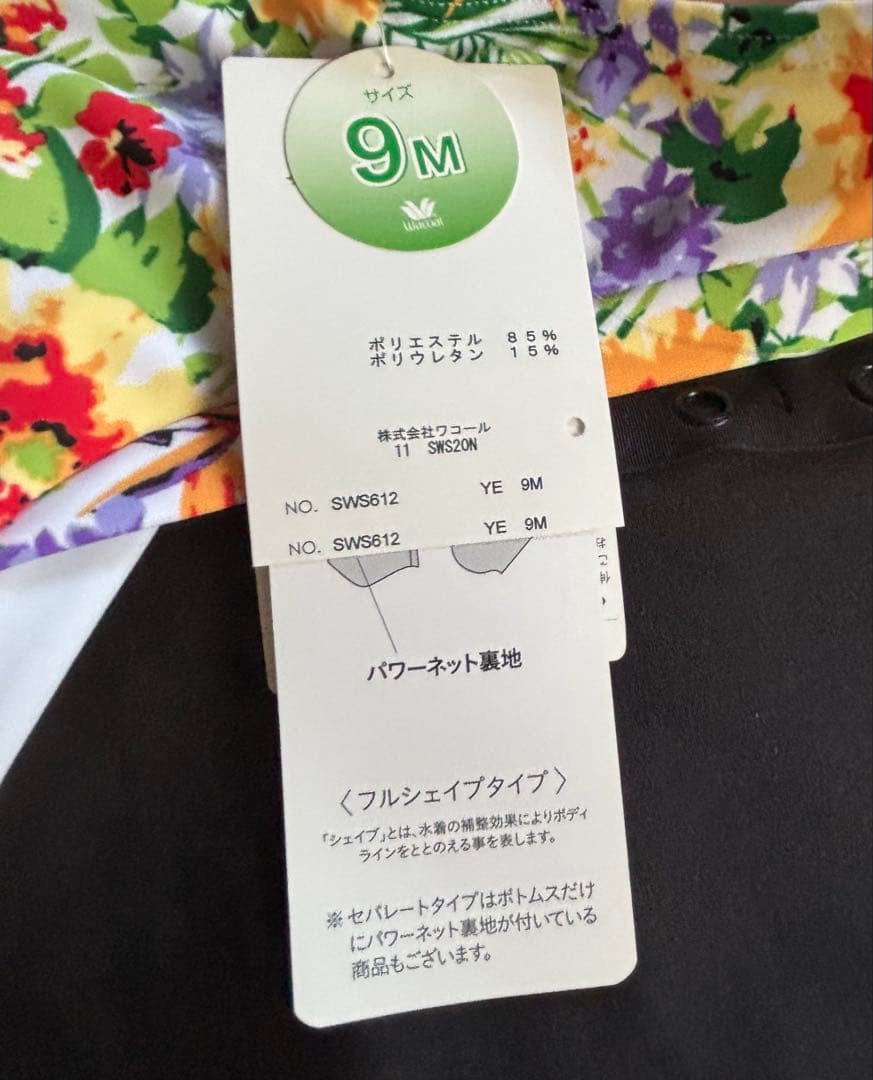 サイズ
9M
Wacoal
ポリエステル 85%
ポリウレタン 15%
株式会社ワコール
11 SWS20N
NO. SWS612 YE 9M
NO. SWS612 YE 9M
パワーネット裏地
〈フルシェイプタイプ〉
「シェイプ」とは、水着の補整効果によりボディ
ラインをととのえる事を表します。
※セパレートタイプはボトムスだけ
にパワーネット裏地が付いている
商品もございます。